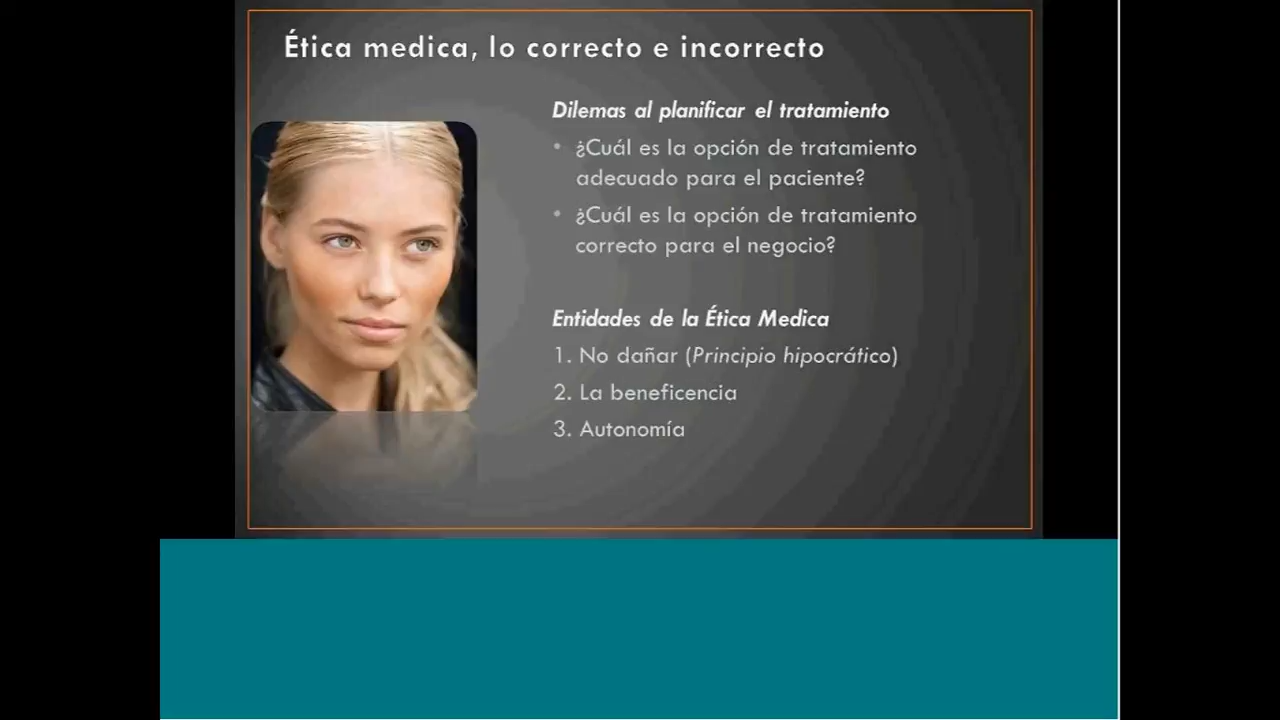 Ética medica, lo correcto e incorrecto
Dilemas al planificar el tratamiento
• ¿Cuál es la opción de tratamiento
adecuado para el paciente?
• ¿Cuál es la opción de tratamiento
correcto para el negocio?
Entidades de la Ética Medica
1. No dañar (Principio hipocrático)
2. La beneficencia
3. Autonomía